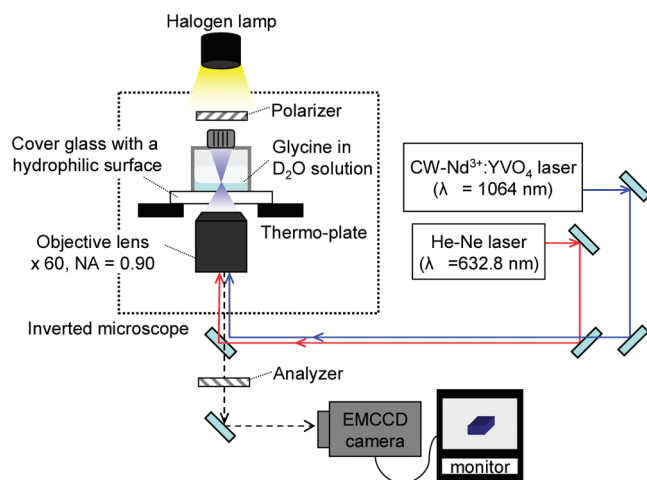 Halogen lamp
Polarizer
Cover glass with a
hydrophilic surface
Glycine in
D₂O solution
CW-Nd³⁺:YVO₄ laser
(λ = 1064 nm)
Thermo-plate
Objective lens
x 60, NA = 0.90
He-Ne laser
(λ =632.8 nm)
Inverted microscope
Analyzer
EMCCD
camera
monitor